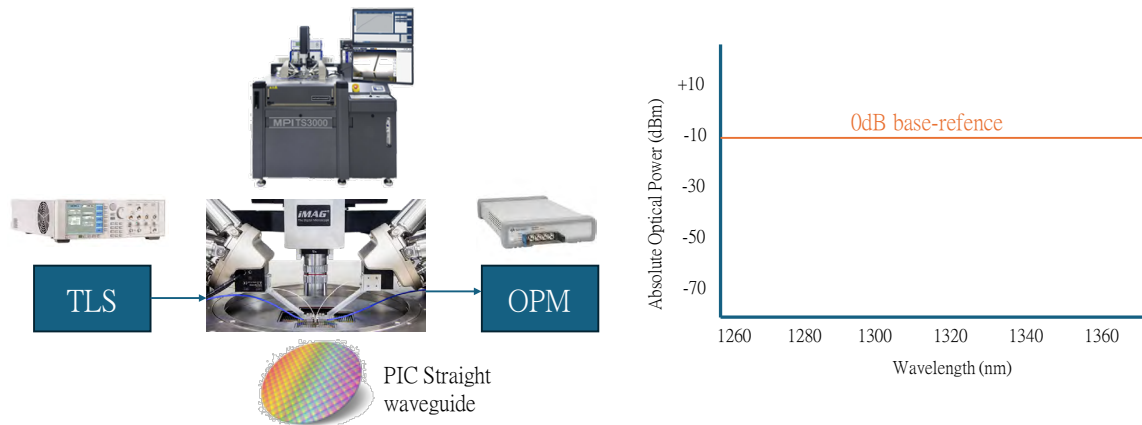 MPI TS3000
iMAG
TLS
OPM
PIC Straight
waveguide
Absolute Optical Power (dBm)
+10
-10
-30
-50
-70
0dB base-refence
1260
1280
1300
1320
1340
1360
Wavelength (nm)